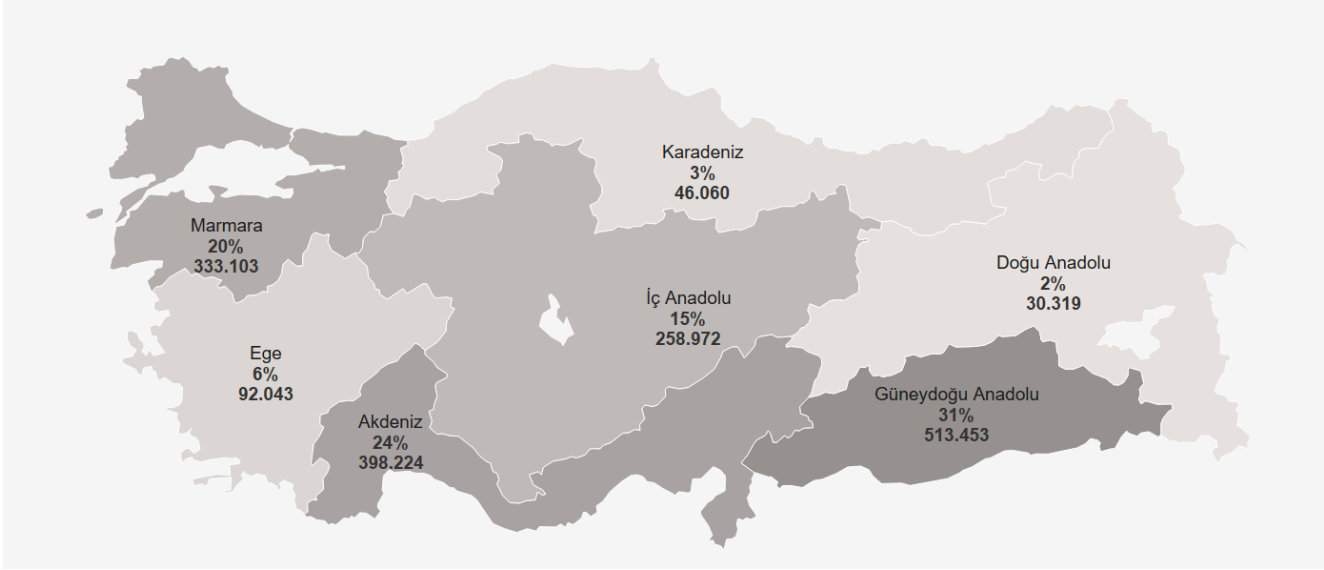 Karadeniz
3%
46.060
Marmara
20%
333.103
Doğu Anadolu
2%
30.319
İç Anadolu
15%
258.972
Ege
6%
92.043
Güneydoğu Anadolu
31%
513.453
Akdeniz
24%
398.224